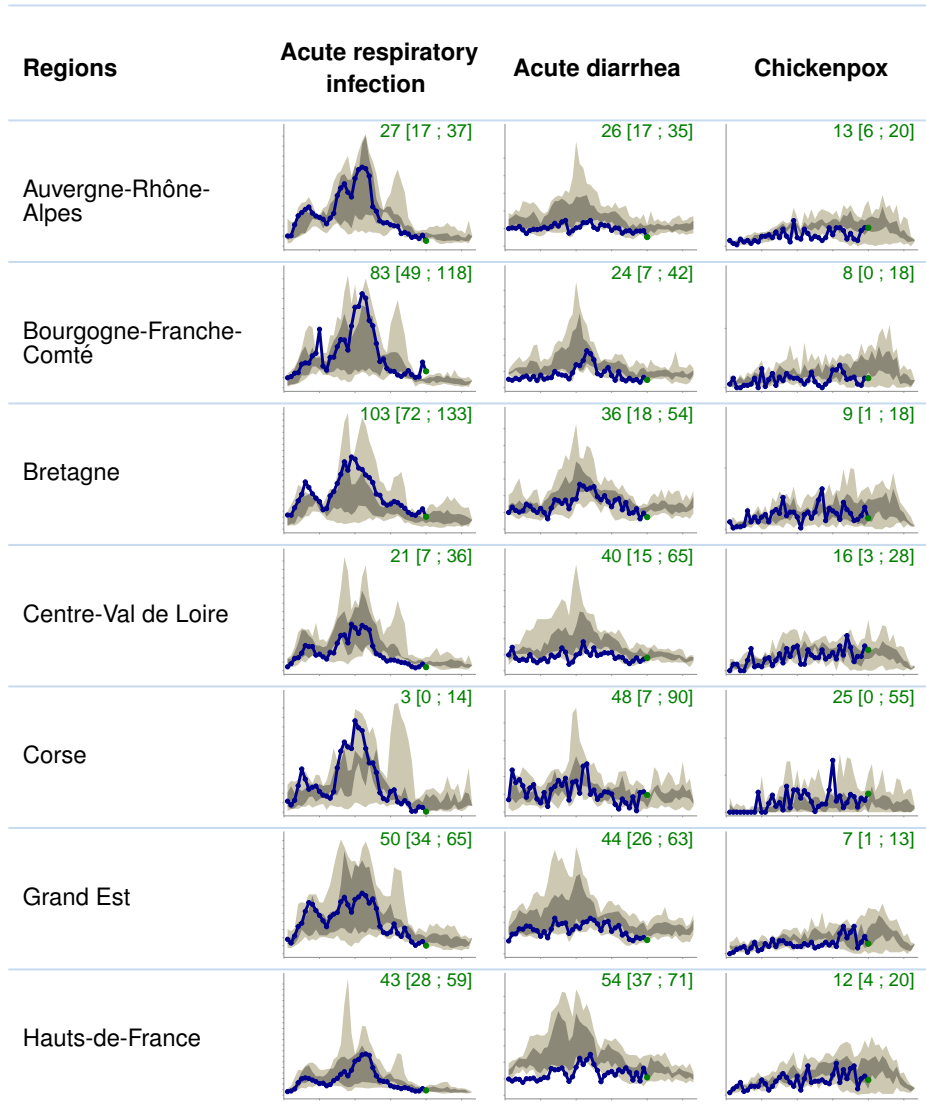 Regions
Acute respiratory
infection
Acute diarrhea
Chickenpox
Auvergne-Rhône-
Alpes
27 [17 ; 37]
26 [17 ; 35]
13 [6 ; 20]
Bourgogne-Franche-
Comté
83 [49 ; 118]
24 [7 ; 42]
8 [0 ; 18]
Bretagne
103 [72 ; 133]
36 [18 ; 54]
9 [1 ; 18]
Centre-Val de Loire
21 [7 ; 36]
40 [15 ; 65]
16 [3 ; 28]
Corse
3 [0 ; 14]
48 [7 ; 90]
25 [0 ; 55]
Grand Est
50 [34 ; 65]
44 [26 ; 63]
7 [1 ; 13]
Hauts-de-France
43 [28 ; 59]
54 [37 ; 71]
12 [4 ; 20]